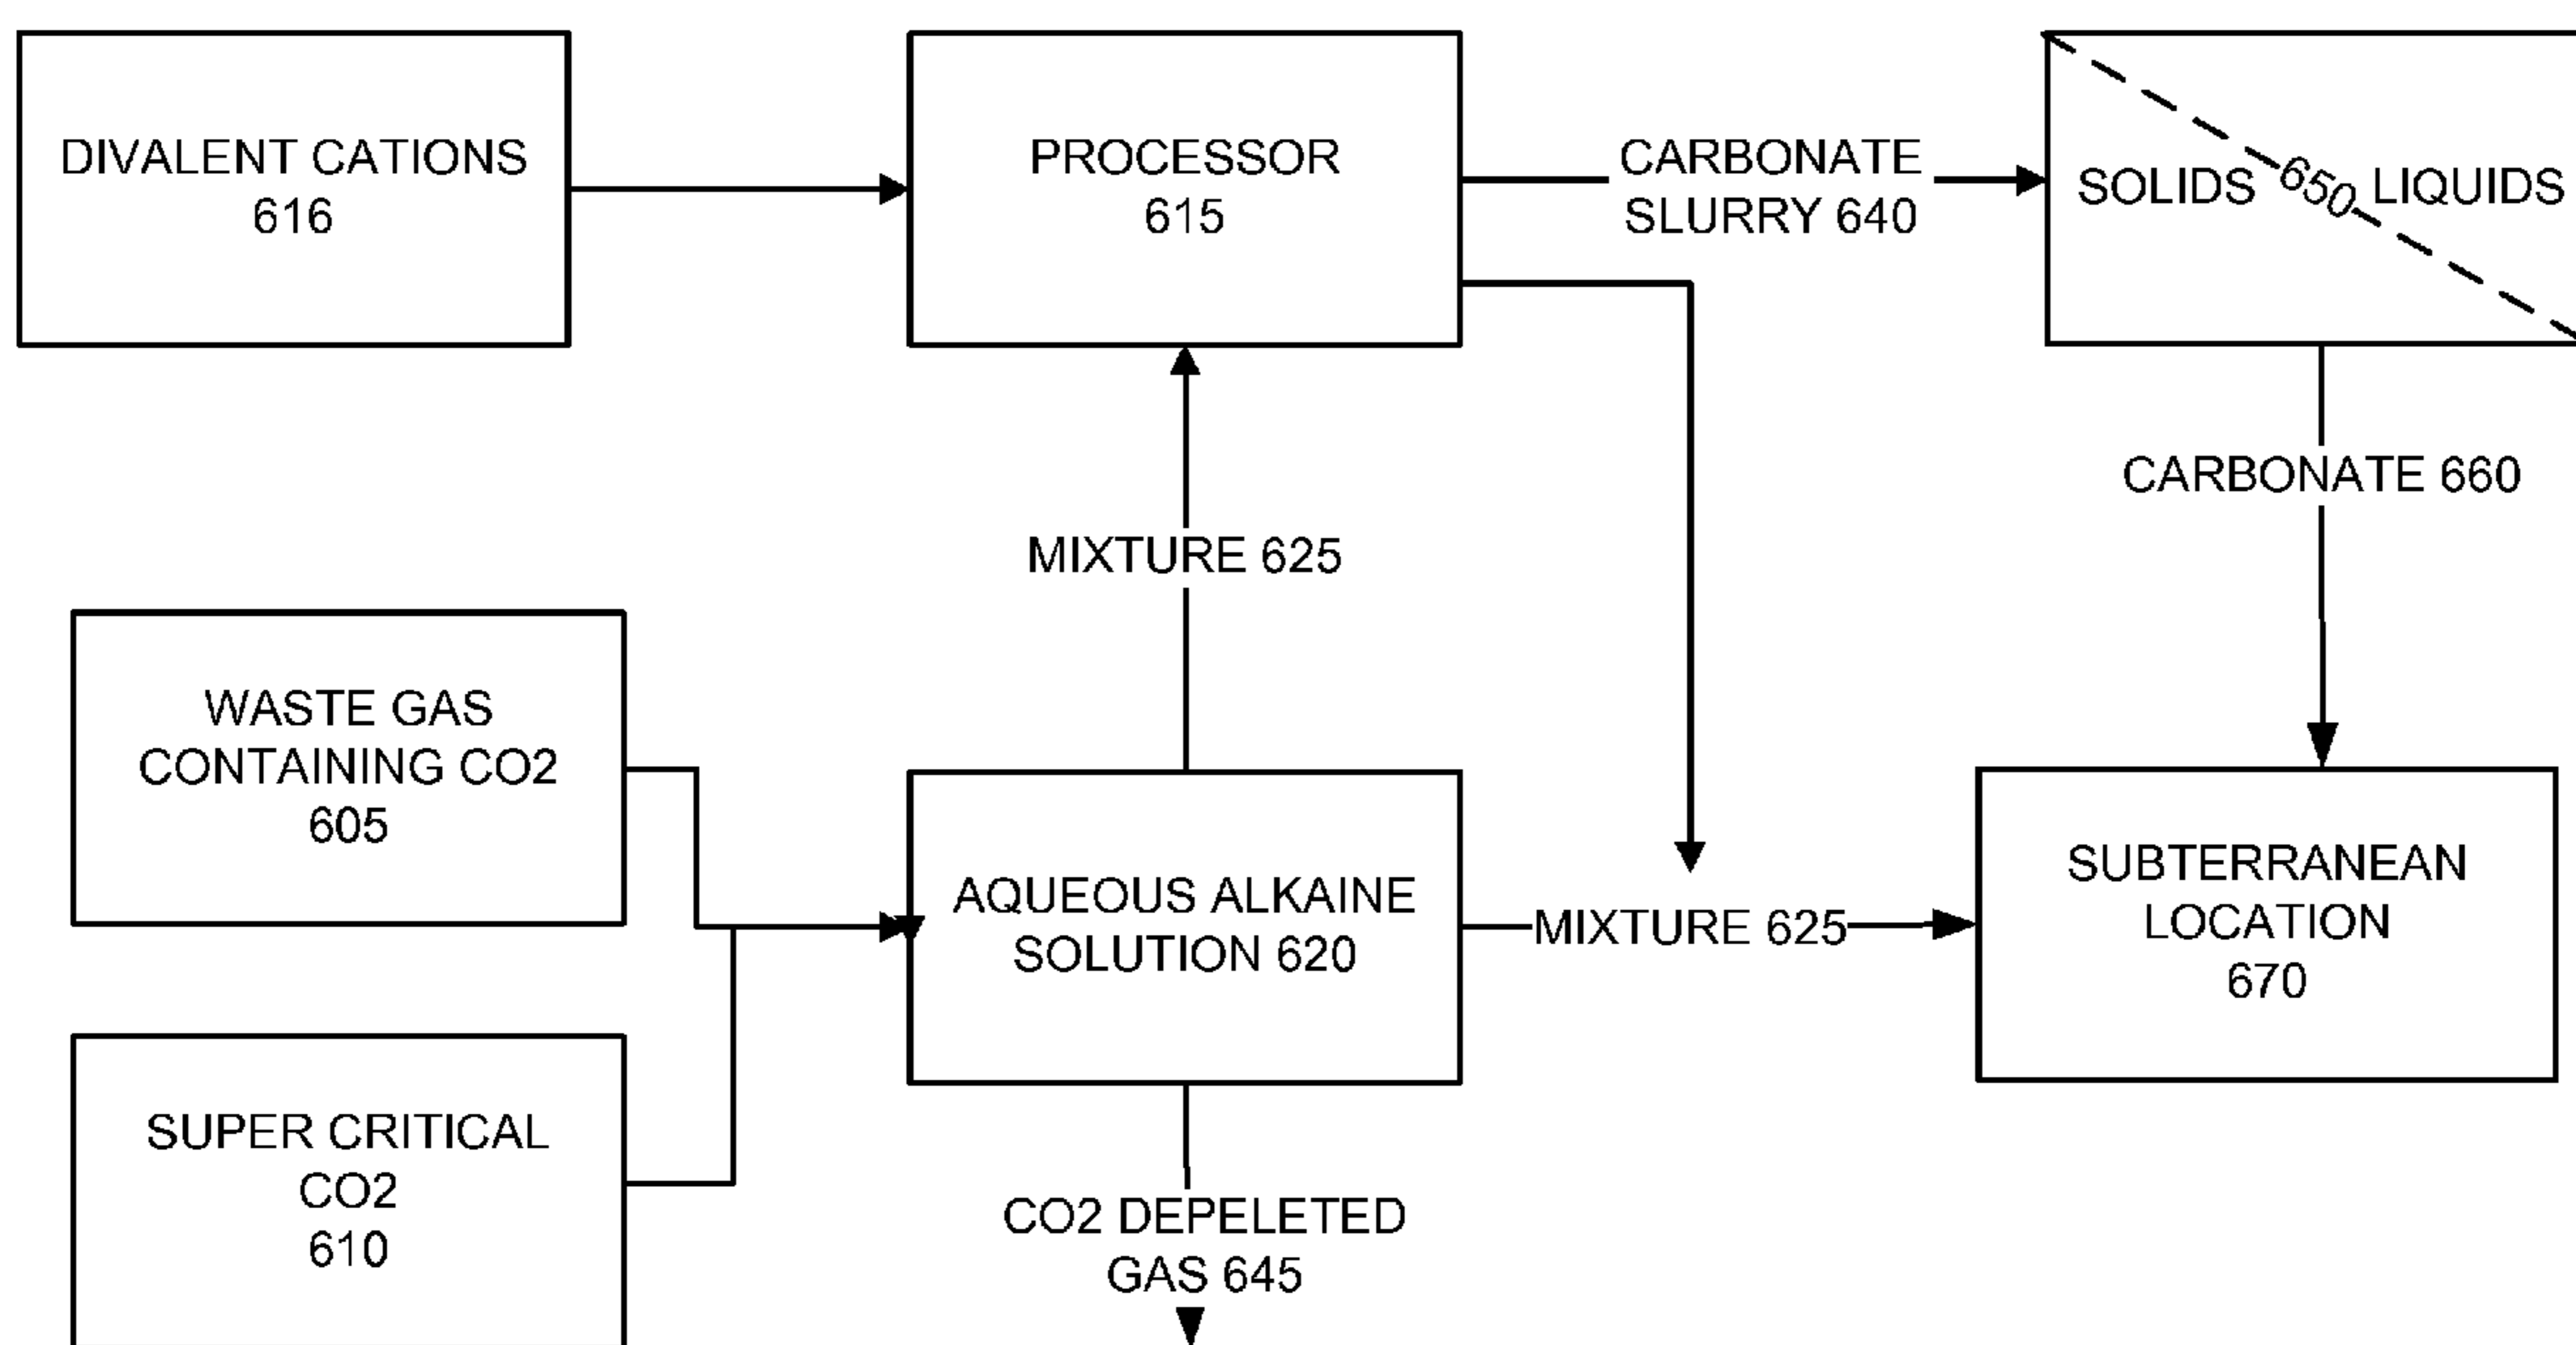 DIVALENT CATIONS
616
PROCESSOR
615
CARBONATE
SLURRY 640
SOLIDS 650 LIQUIDS
CARBONATE 660
MIXTURE 625
WASTE GAS
CONTAINING CO2
605
AQUEOUS ALKAINE
SOLUTION 620
MIXTURE 625
SUBTERRANEAN
LOCATION
670
SUPER CRITICAL
CO2
610
CO2 DEPELETED
GAS 645